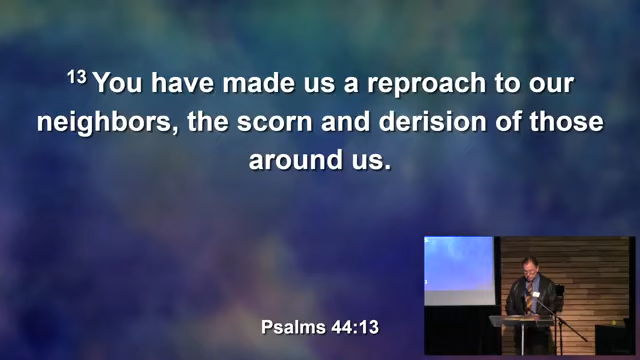 13 You have made us a reproach to our
neighbors, the scorn and derision of those
around us.
Psalms 44:13